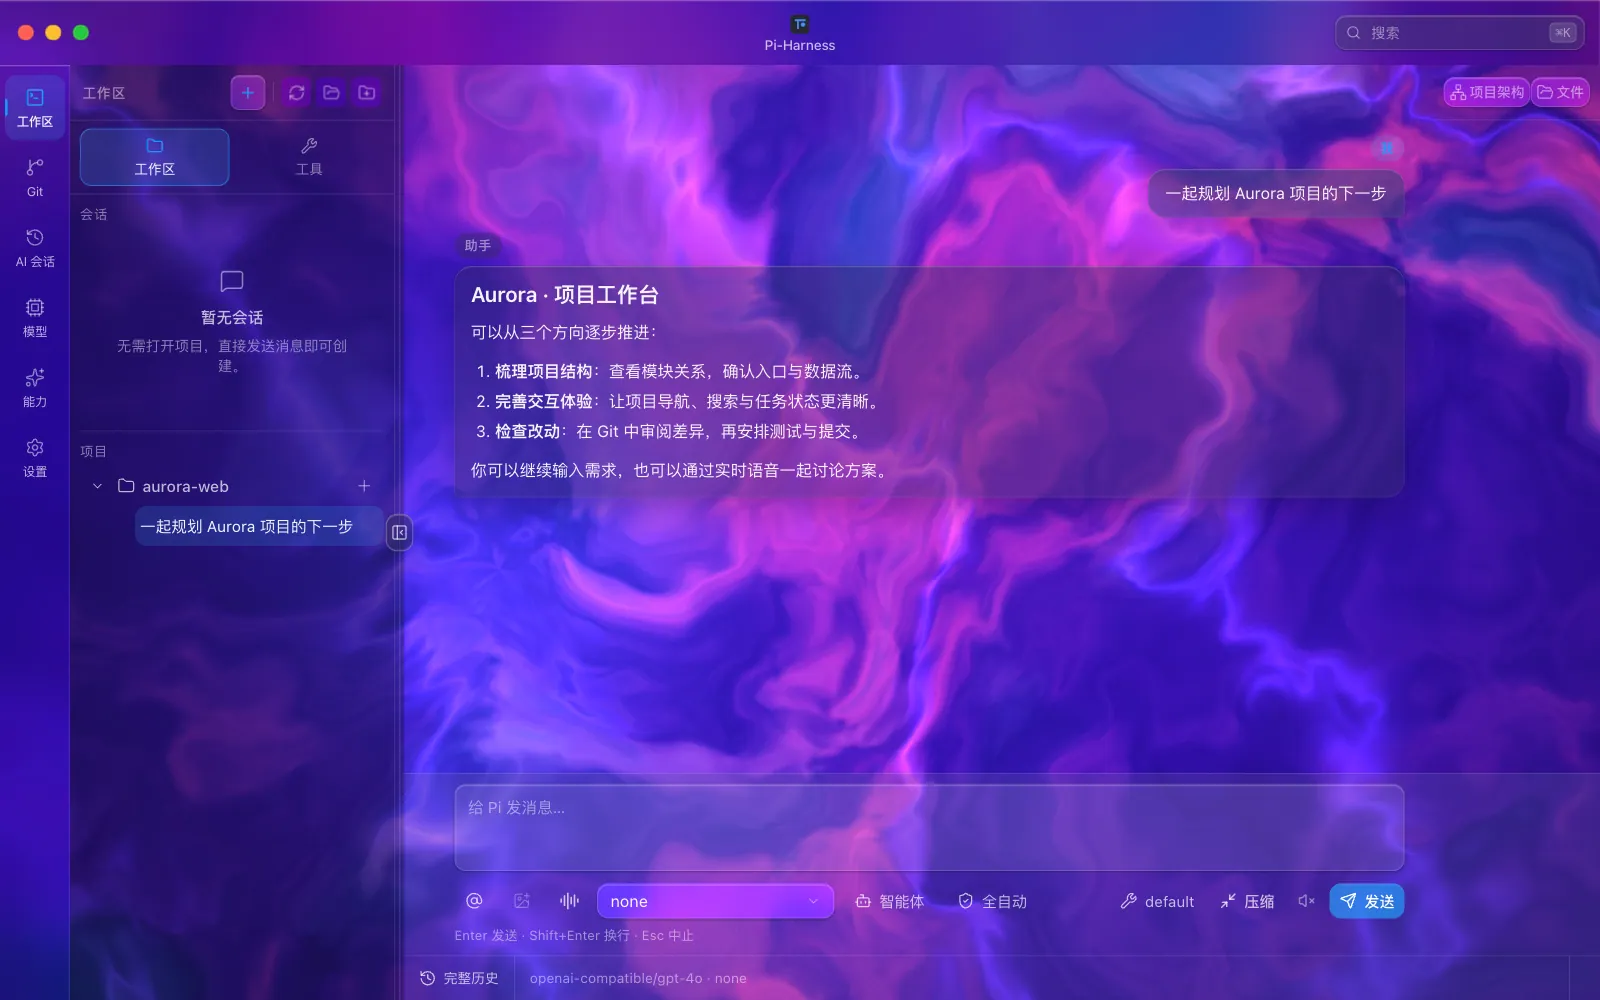 Pi-Harness
搜索
⌘K
工作区
Git
AI 会话
模型
能力
设置
工作区
工作区
工具
会话
暂无会话
无需打开项目，直接发送消息即可创
建。
项目
aurora-web
一起规划 Aurora 项目的下一步
项目架构
文件
一起规划 Aurora 项目的下一步
助手
Aurora · 项目工作台
可以从三个方向逐步推进：
1. 梳理项目结构：查看模块关系，确认入口与数据流。
2. 完善交互体验：让项目导航、搜索与任务状态更清晰。
3. 检查改动：在 Git 中审阅差异，再安排测试与提交。
你可以继续输入需求，也可以通过实时语音一起讨论方案。
给 Pi 发消息...
none
智能体
全自动
default
压缩
发送
Enter 发送 · Shift+Enter 换行 · Esc 中止
完整历史
openai-compatible/gpt-4o · none